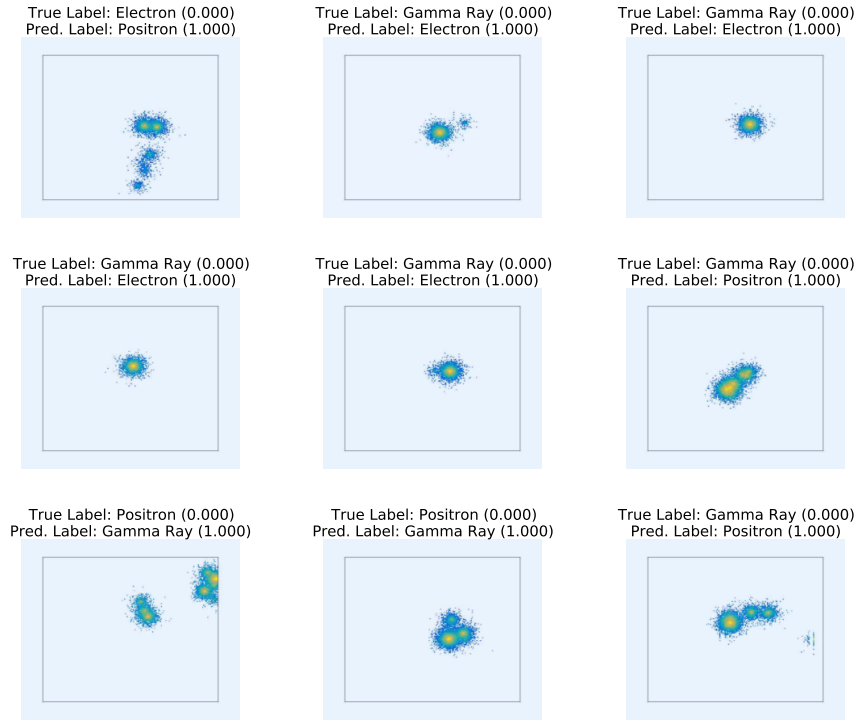 True Label: Electron (0.000)
Pred. Label: Positron (1.000)
True Label: Gamma Ray (0.000)
Pred. Label: Electron (1.000)
True Label: Gamma Ray (0.000)
Pred. Label: Electron (1.000)
True Label: Gamma Ray (0.000)
Pred. Label: Electron (1.000)
True Label: Gamma Ray (0.000)
Pred. Label: Electron (1.000)
True Label: Gamma Ray (0.000)
Pred. Label: Positron (1.000)
True Label: Positron (0.000)
Pred. Label: Gamma Ray (1.000)
True Label: Positron (0.000)
Pred. Label: Gamma Ray (1.000)
True Label: Gamma Ray (0.000)
Pred. Label: Positron (1.000)